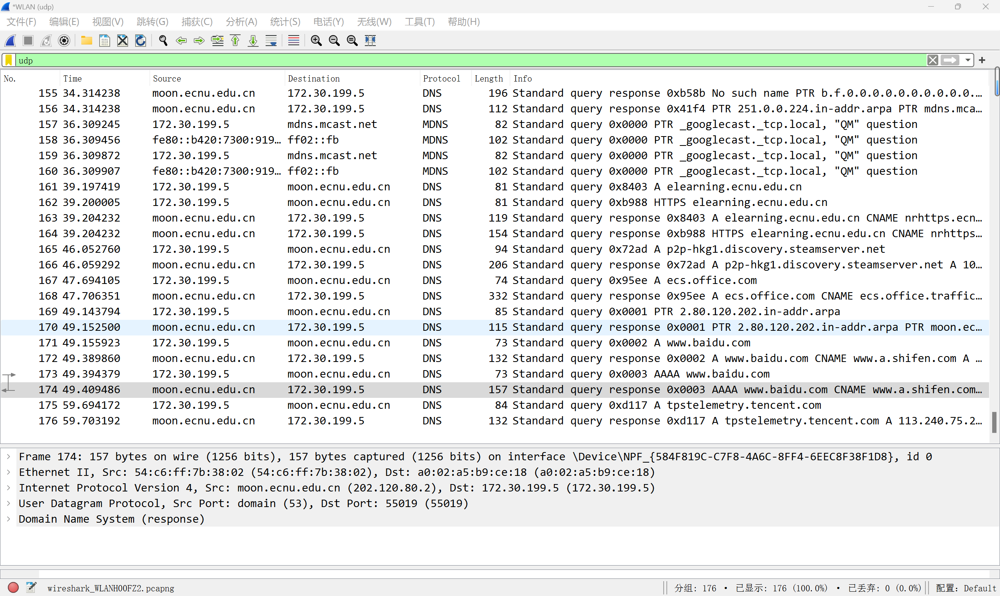 *WLAN (udp)
文件(F) 编辑(E) 视图(V) 跳转(G) 捕获(C) 分析(A) 统计(S) 电话(Y) 无线(W) 工具(T) 帮助(H)
udp
No. Time Source Destination Protocol Length Info
155 34.314238 moon.ecnu.edu.cn 172.30.199.5 DNS 196 Standard query response 0xb58b No such name PTR b.f.0.0.0.0.0.0.0.0.0.0.…
156 34.314238 moon.ecnu.edu.cn 172.30.199.5 DNS 112 Standard query response 0x41f4 PTR 251.0.0.224.in-addr.arpa PTR mdns.mca…
157 36.309245 172.30.199.5 mdns.mcast.net MDNS 82 Standard query 0x0000 PTR _googlecast._tcp.local, "QM" question
158 36.309456 fe80::b420:7300:919… ff02::fb MDNS 102 Standard query 0x0000 PTR _googlecast._tcp.local, "QM" question
159 36.309872 172.30.199.5 mdns.mcast.net MDNS 82 Standard query 0x0000 PTR _googlecast._tcp.local, "QM" question
160 36.309907 fe80::b420:7300:919… ff02::fb MDNS 102 Standard query 0x0000 PTR _googlecast._tcp.local, "QM" question
161 39.197419 172.30.199.5 moon.ecnu.edu.cn DNS 81 Standard query 0x8403 A elearning.ecnu.edu.cn
162 39.200005 172.30.199.5 moon.ecnu.edu.cn DNS 81 Standard query 0xb988 HTTPS elearning.ecnu.edu.cn
163 39.204232 moon.ecnu.edu.cn 172.30.199.5 DNS 119 Standard query response 0x8403 A elearning.ecnu.edu.cn CNAME nrhttps.ecn…
164 39.204232 moon.ecnu.edu.cn 172.30.199.5 DNS 154 Standard query response 0xb988 HTTPS elearning.ecnu.edu.cn CNAME nrhttps…
165 46.052760 172.30.199.5 moon.ecnu.edu.cn DNS 94 Standard query 0x72ad A p2p-hkg1.discovery.steamserver.net
166 46.059292 moon.ecnu.edu.cn 172.30.199.5 DNS 206 Standard query response 0x72ad A p2p-hkg1.discovery.steamserver.net A 10…
167 47.694105 172.30.199.5 moon.ecnu.edu.cn DNS 74 Standard query 0x95ee A ecs.office.com
168 47.706351 moon.ecnu.edu.cn 172.30.199.5 DNS 332 Standard query response 0x95ee A ecs.office.com CNAME ecs.office.traffic…
169 49.143794 172.30.199.5 moon.ecnu.edu.cn DNS 85 Standard query 0x0001 PTR 2.80.120.202.in-addr.arpa
170 49.152500 moon.ecnu.edu.cn 172.30.199.5 DNS 115 Standard query response 0x0001 PTR 2.80.120.202.in-addr.arpa PTR moon.ec…
171 49.155923 172.30.199.5 moon.ecnu.edu.cn DNS 73 Standard query 0x0002 A www.baidu.com
172 49.389860 moon.ecnu.edu.cn 172.30.199.5 DNS 132 Standard query response 0x0002 A www.baidu.com CNAME www.a.shifen.com A …
173 49.394379 172.30.199.5 moon.ecnu.edu.cn DNS 73 Standard query 0x0003 AAAA www.baidu.com
174 49.409486 moon.ecnu.edu.cn 172.30.199.5 DNS 157 Standard query response 0x0003 AAAA www.baidu.com CNAME www.a.shifen.com…
175 59.694172 172.30.199.5 moon.ecnu.edu.cn DNS 84 Standard query 0xd117 A tpstelemetry.tencent.com
176 59.703192 moon.ecnu.edu.cn 172.30.199.5 DNS 132 Standard query response 0xd117 A tpstelemetry.tencent.com A 113.240.75.2…
Frame 174: 157 bytes on wire (1256 bits), 157 bytes captured (1256 bits) on interface \Device\NPF_{584F819C-C7F8-4A6C-8FF4-6EEC8F38F1D8}, id 0
Ethernet II, Src: 54:c6:ff:7b:38:02 (54:c6:ff:7b:38:02), Dst: a0:02:a5:b9:ce:18 (a0:02:a5:b9:ce:18)
Internet Protocol Version 4, Src: moon.ecnu.edu.cn (202.120.80.2), Dst: 172.30.199.5 (172.30.199.5)
User Datagram Protocol, Src Port: domain (53), Dst Port: 55019 (55019)
Domain Name System (response)
wireshark_WLANH00FZ2.pcapng 分组: 176 · 已显示: 176 (100.0%) · 已丢弃: 0 (0.0%) 配置: Default